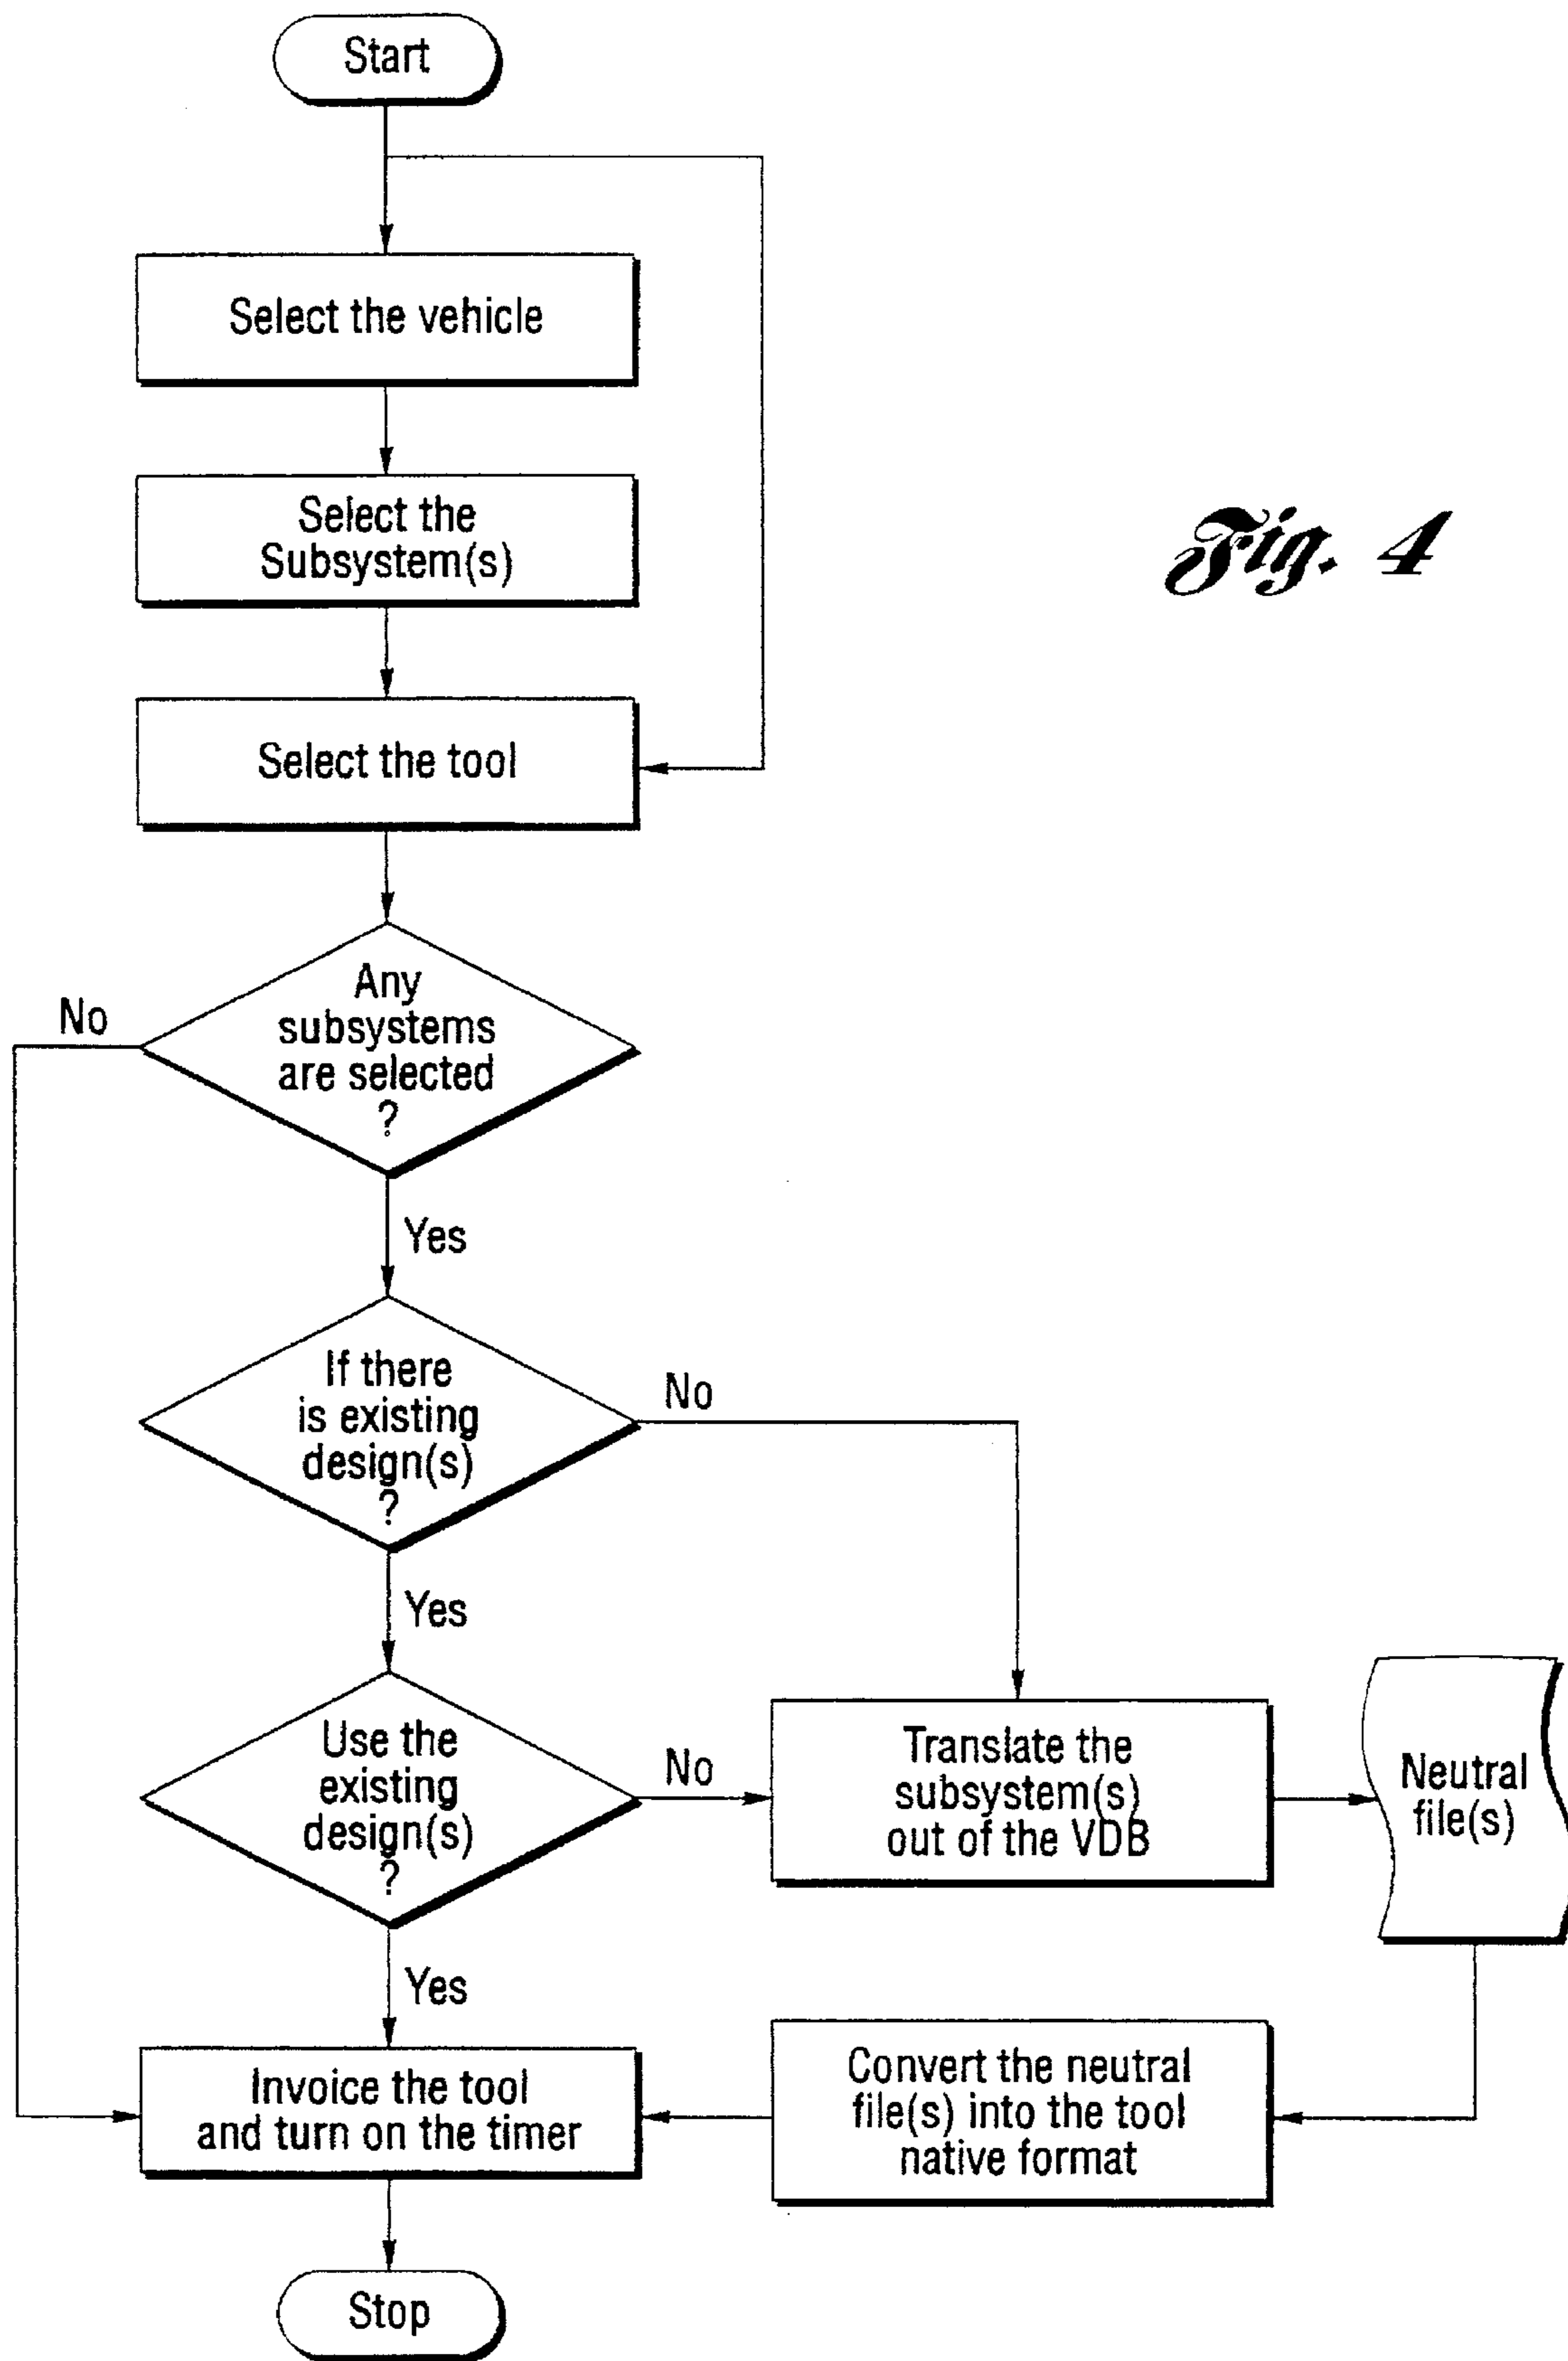 Start
Select the vehicle
Select the
Subsystem(s)
Fig. 4
Select the tool
Any
subsystems
are selected
?
No
Yes
If there
is existing
design(s)
?
No
Yes
Use the
existing
design(s)
?
No
Translate the
subsystem(s)
out of the VDB
Neutral
file(s)
Yes
Invoice the tool
and turn on the timer
Convert the neutral
file(s) into the tool
native format
Stop